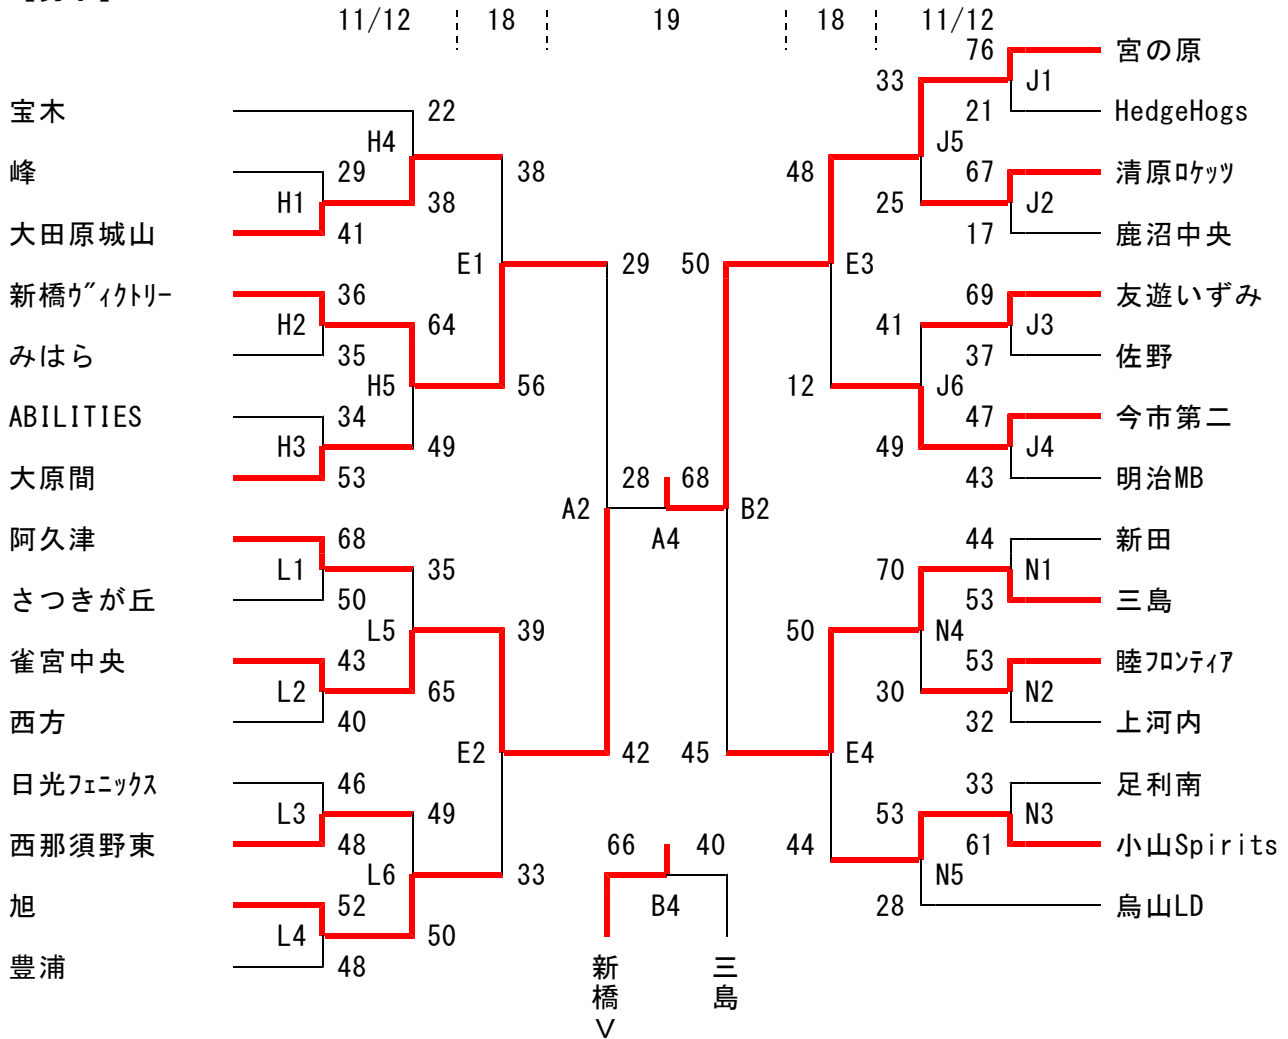 11/12 18 19 18 11/12
76 宮の原
33 J1
宝木 22 21 HedgeHogs
H4 J5
峰 29 38 48 67 清原ロケッツ
H1 38 25 J2
大田原城山 41 17 鹿沼中央
E1 29 50 E3
新橋ヴィクトリー 36 69 友遊いずみ
H2 64 41 J3
みはら 35 37 佐野
H5 56 12 J6
ABILITIES 34 47 今市第二
H3 49 49 J4
大原間 53 28 68 43 明治MB
A2 B2
阿久津 68 A4 44 新田
L1 35 70 N1
さつきが丘 50 53 三島
L5 39 50 N4
雀宮中央 43 53 睦フロンティア
L2 65 30 N2
西方 40 32 上河内
E2 42 45 E4
日光フェニックス 46 33 足利南
L3 49 53 N3
西那須野東 48 66 40 44 61 小山Spirits
L6 33 N5
旭 52 B4 28 烏山LD
L4 50
豊浦 48
新橋V 三島